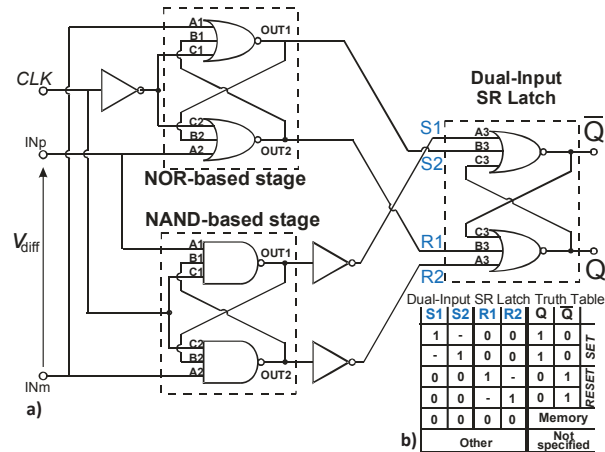 A1
B1
C1
OUT1
CLK
C2
B2
A2
OUT2
INp
NOR-based stage
NAND-based stage
Vdiff
A1
B1
C1
OUT1
C2
B2
A2
OUT2
INm
a)
Dual-Input
SR Latch
S1
S2
A3
B3
C3
Q
R1
R2
C3
B3
A3
Q
Dual-Input SR Latch Truth Table
S1 S2 R1 R2 Q Q
1 - 0 0 1 0
- 1 0 0 1 0
SET
0 0 1 - 0 1
0 0 - 1 0 1
RESET
0 0 0 0 Memory
Other Not
specified
b)